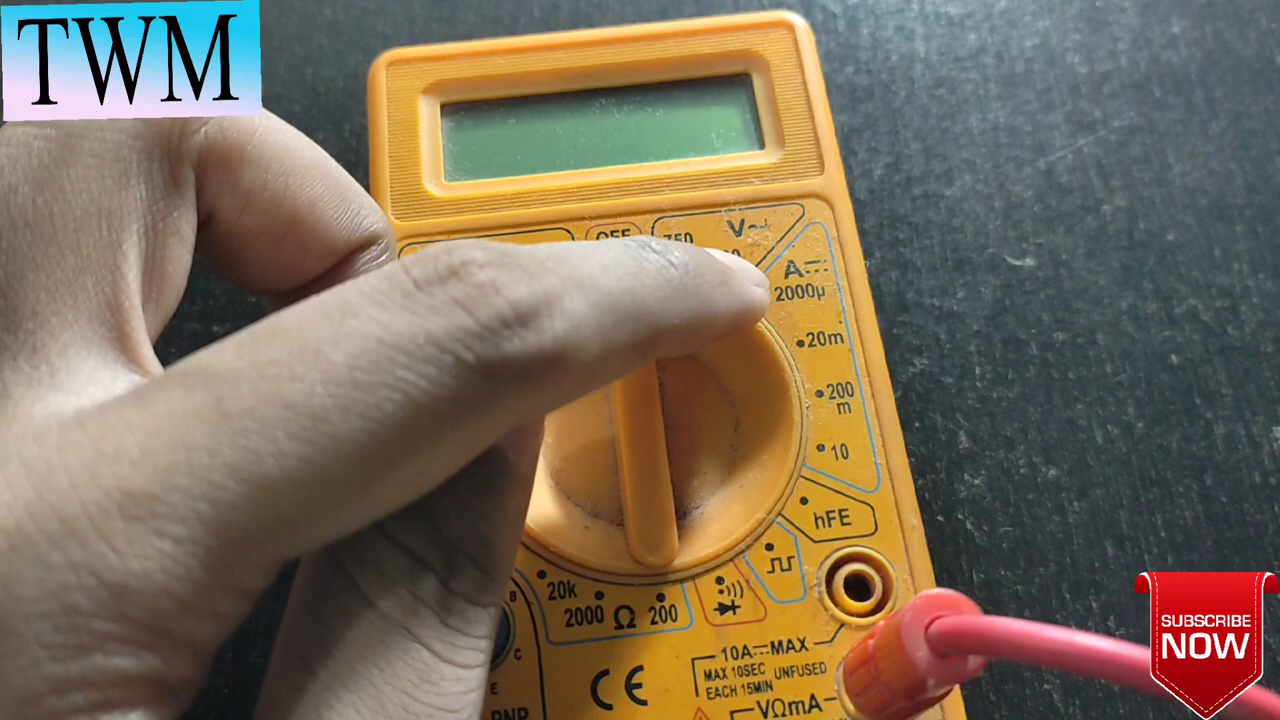 TWM
OFF
750
V~
A⎓
2000µ
20m
200
m
10
hFE
20k
2000 Ω 200
B
C
E
PNP
10A⎓MAX
MAX 10SEC UNFUSED
EACH 15MIN
CE
VΩmA
SUBSCRIBE
NOW